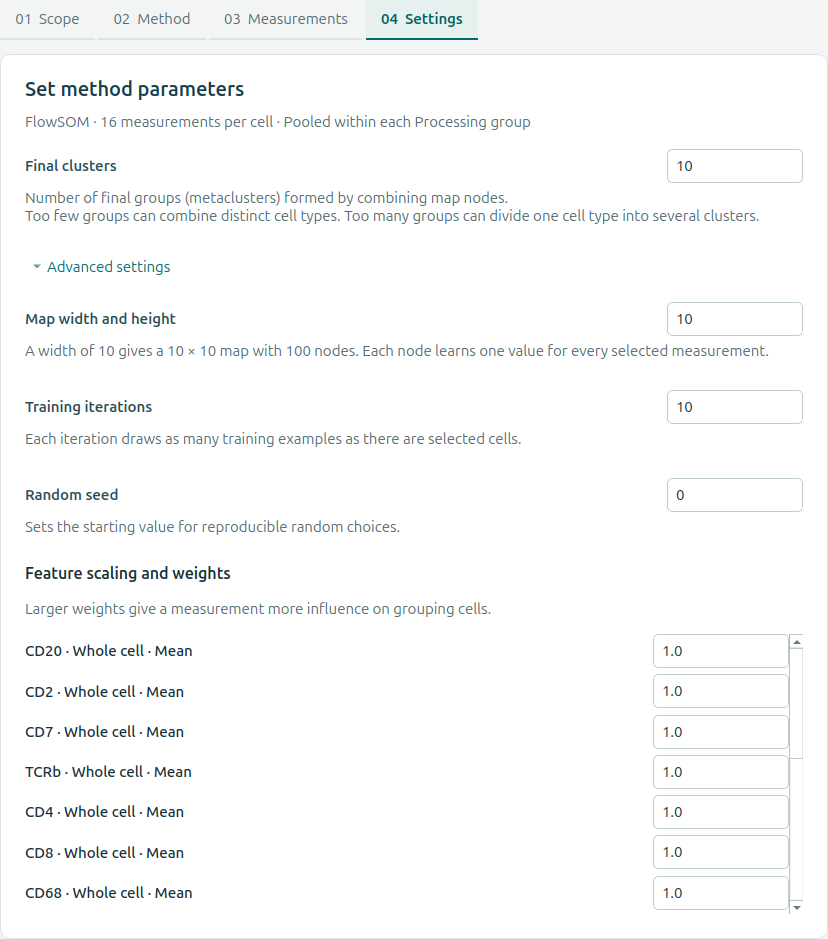 01 Scope
02 Method
03 Measurements
04 Settings
Set method parameters
FlowSOM · 16 measurements per cell · Pooled within each Processing group
Final clusters
10
Number of final groups (metaclusters) formed by combining map nodes.
Too few groups can combine distinct cell types. Too many groups can divide one cell type into several clusters.
Advanced settings
Map width and height
10
A width of 10 gives a 10 × 10 map with 100 nodes. Each node learns one value for every selected measurement.
Training iterations
10
Each iteration draws as many training examples as there are selected cells.
Random seed
0
Sets the starting value for reproducible random choices.
Feature scaling and weights
Larger weights give a measurement more influence on grouping cells.
CD20 · Whole cell · Mean
1.0
CD2 · Whole cell · Mean
1.0
CD7 · Whole cell · Mean
1.0
TCRb · Whole cell · Mean
1.0
CD4 · Whole cell · Mean
1.0
CD8 · Whole cell · Mean
1.0
CD68 · Whole cell · Mean
1.0